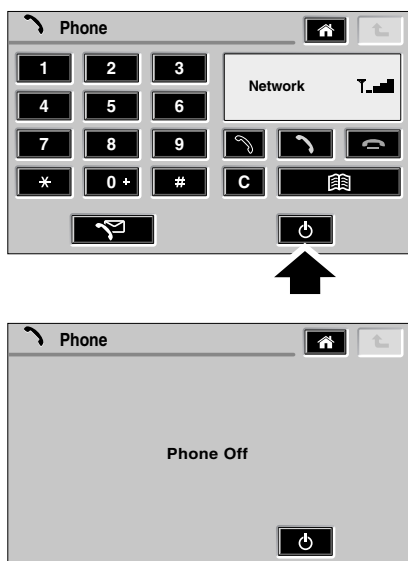 Phone
1 2 3
Network
4 5 6
7 8 9
* 0 + # C
Phone
Phone Off